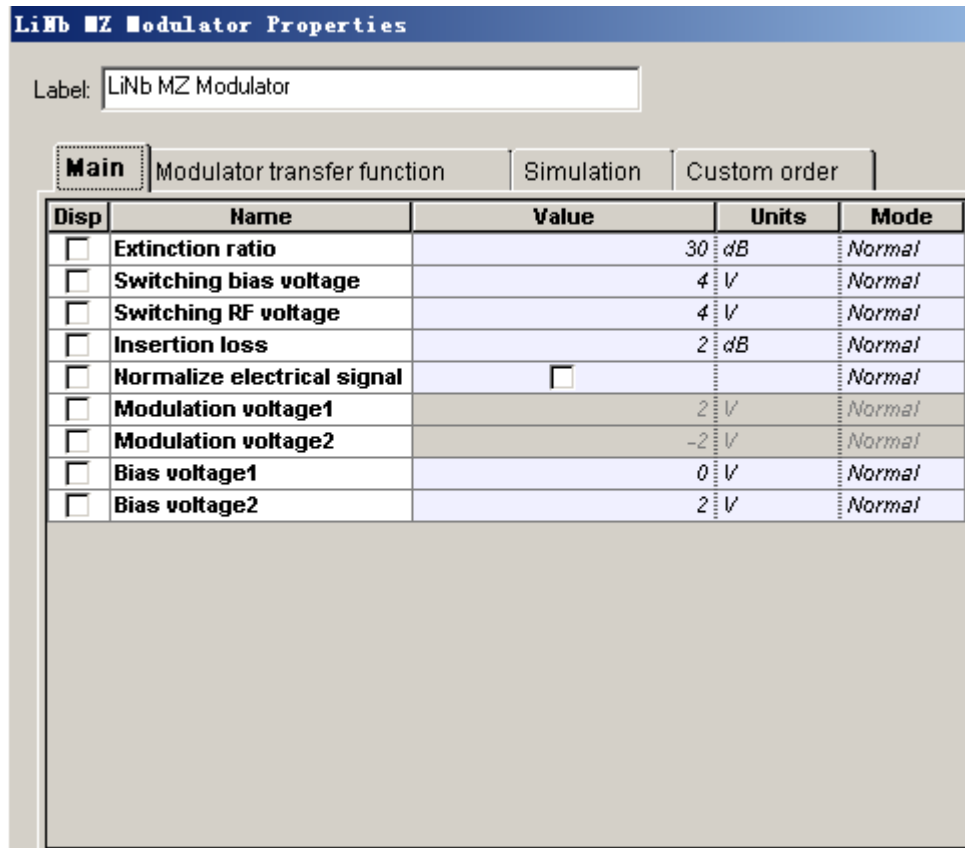 LiNb MZ Modulator Properties
Label: LiNb MZ Modulator
Main Modulator transfer function Simulation Custom order
Disp Name Value Units Mode
Extinction ratio 30 dB Normal
Switching bias voltage 4 V Normal
Switching RF voltage 4 V Normal
Insertion loss 2 dB Normal
Normalize electrical signal Normal
Modulation voltage1 2 V Normal
Modulation voltage2 -2 V Normal
Bias voltage1 0 V Normal
Bias voltage2 2 V Normal